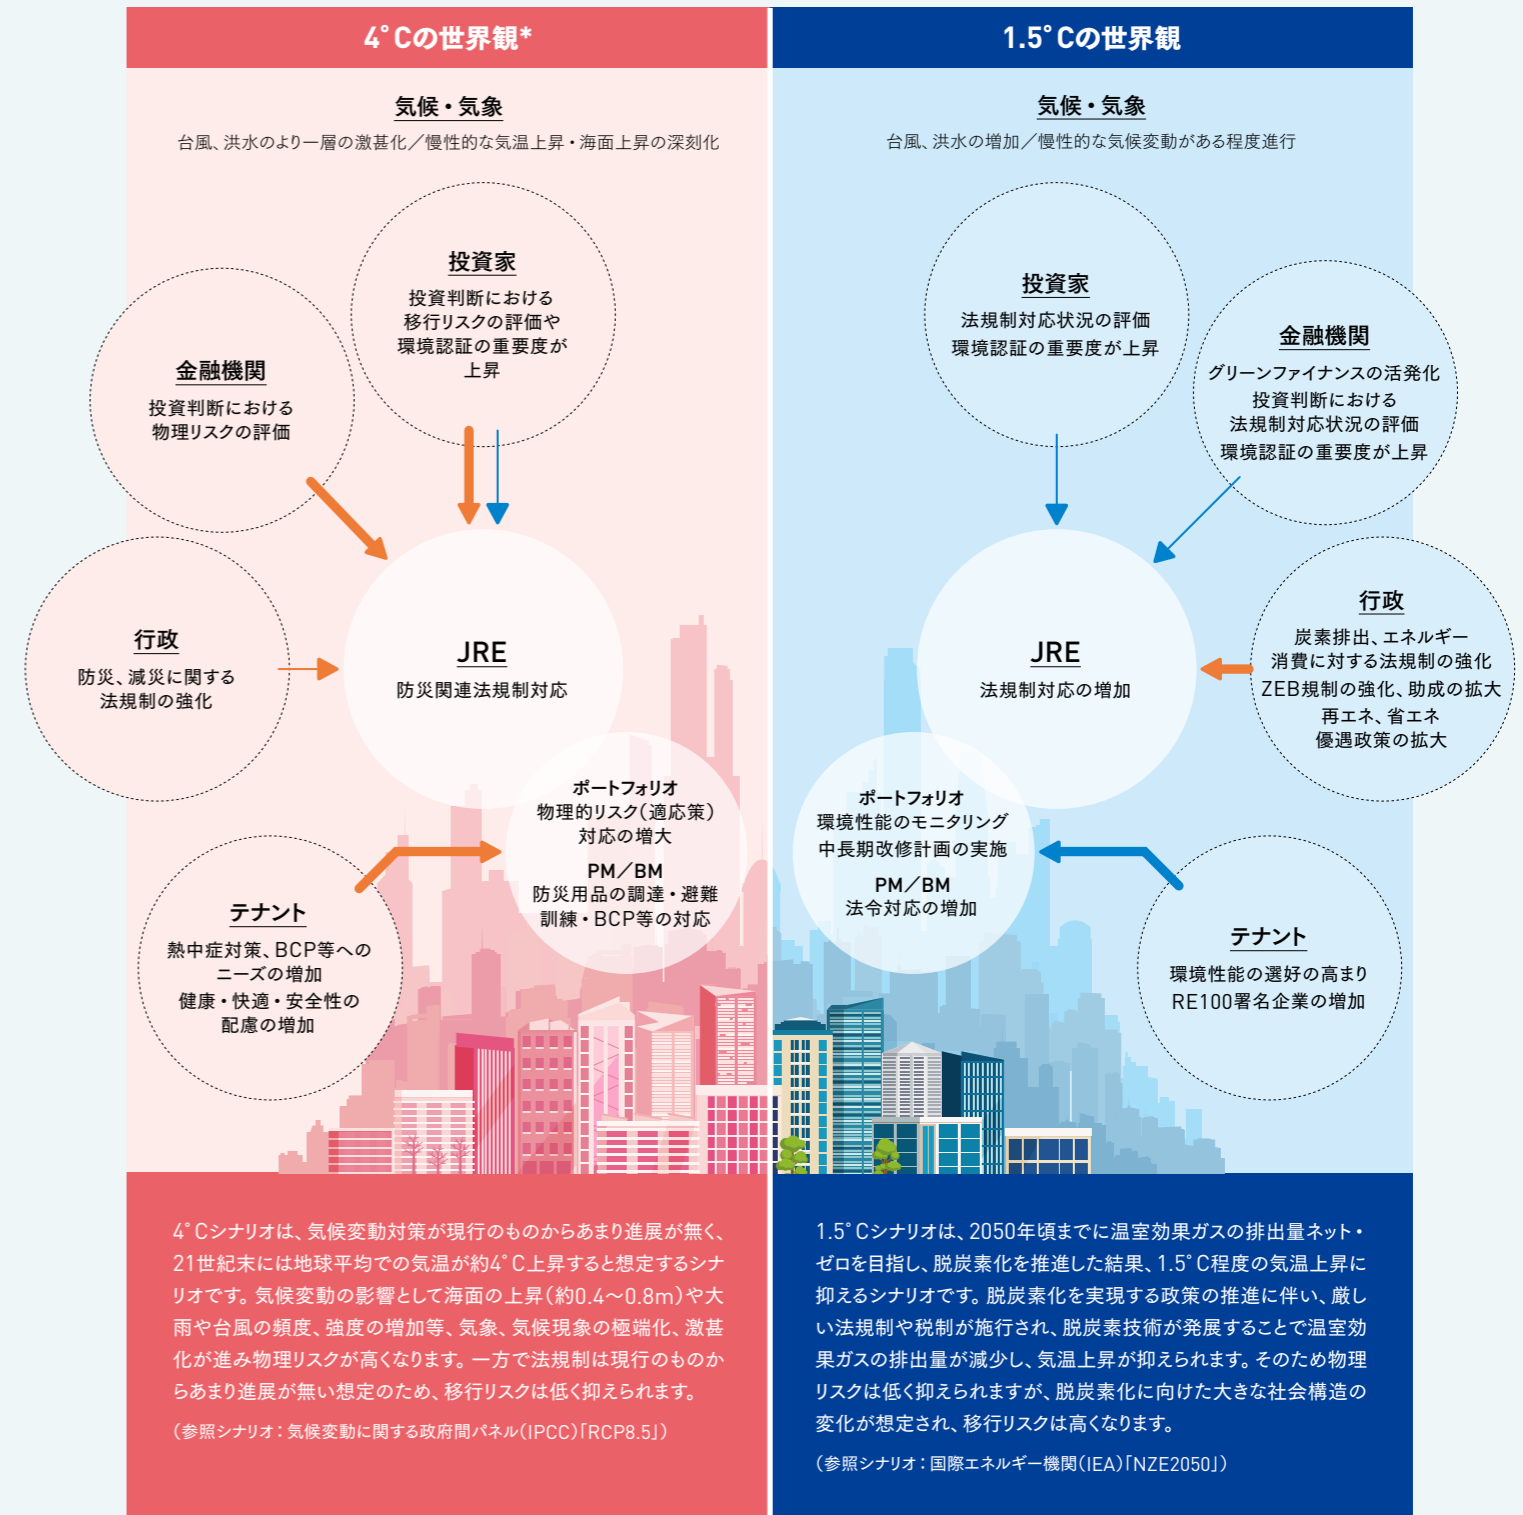 4°Cの世界観*
気候・気象
台風、洪水のより一層の激甚化／慢性的な気温上昇・海面上昇の深刻化
投資家
投資判断における
移行リスクの評価や
環境認証の重要度が
上昇
金融機関
投資判断における
物理リスクの評価
行政
防災、減災に関する
法規制の強化
JRE
防災関連法規制対応
ポートフォリオ
物理的リスク（適応策）
対応の増大
PM／BM
防災用品の調達・避難
訓練・BCP等の対応
テナント
熱中症対策、BCP等への
ニーズの増加
健康・快適・安全性の
配慮の増加
4°Cシナリオは、気候変動対策が現行のものからあまり進展が無く、
21世紀末には地球平均での気温が約4°C上昇すると想定するシナ
リオです。気候変動の影響として海面の上昇（約0.4〜0.8m）や大
雨や台風の頻度、強度の増加等、気象、気候現象の極端化、激甚
化が進み物理リスクが高くなります。一方で法規制は現行のものか
らあまり進展が無い想定のため、移行リスクは低く抑えられます。
（参照シナリオ：気候変動に関する政府間パネル（IPCC）「RCP8.5」）
1.5°Cの世界観
気候・気象
台風、洪水の増加／慢性的な気候変動がある程度進行
投資家
法規制対応状況の評価
環境認証の重要度が上昇
金融機関
グリーンファイナンスの活発化
投資判断における
法規制対応状況の評価
環境認証の重要度が上昇
行政
炭素排出、エネルギー
消費に対する法規制の強化
ZEB規制の強化、助成の拡大
再エネ、省エネ
優遇政策の拡大
JRE
法規制対応の増加
ポートフォリオ
環境性能のモニタリング
中長期改修計画の実施
PM／BM
法令対応の増加
テナント
環境性能の選好の高まり
RE100署名企業の増加
1.5°Cシナリオは、2050年頃までに温室効果ガスの排出量ネット・
ゼロを目指し、脱炭素化を推進した結果、1.5°C程度の気温上昇に
抑えるシナリオです。脱炭素化を実現する政策の推進に伴い、厳し
い法規制や税制が施行され、脱炭素技術が発展することで温室効
果ガスの排出量が減少し、気温上昇が抑えられます。そのため物理
リスクは低く抑えられますが、脱炭素化に向けた大きな社会構造の
変化が想定され、移行リスクは高くなります。
（参照シナリオ：国際エネルギー機関（IEA）「NZE2050」）